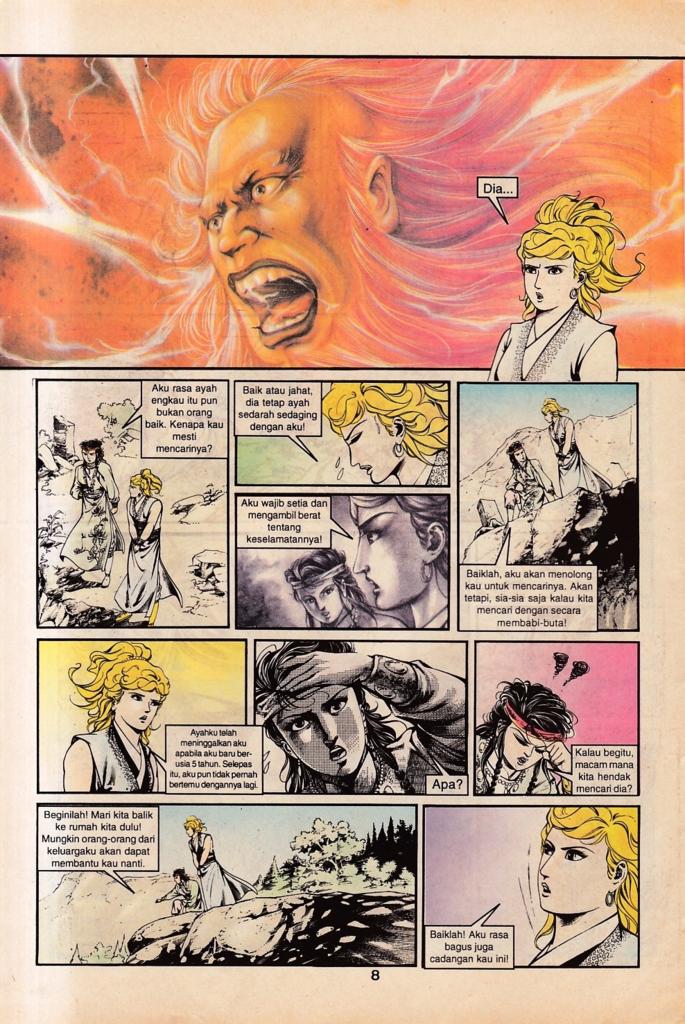 Dia...
Aku rasa ayah
engkau itu pun
bukan orang
baik. Kenapa kau
mesti
mencarinya?
Baik atau jahat,
dia tetap ayah
sedarah sedaging
dengan aku!
Aku wajib setia dan
mengambil berat
tentang
keselamatannya!
Baiklah, aku akan menolong
kau untuk mencarinya. Akan
tetapi, sia-sia saja kalau kita
mencari dengan secara
membabi-buta!
Ayahku telah
meninggalkan aku
apabila aku baru ber-
usia 5 tahun. Selepas
itu, aku pun tidak pernah
bertemu dengannya lagi.
Apa?
Kalau begitu,
macam mana
kita hendak
mencari dia?
Beginilah! Mari kita balik
ke rumah kita dulu!
Mungkin orang-orang dari
keluargaku akan dapat
membantu kau nanti.
Baiklah! Aku rasa
bagus juga
cadangan kau ini!
8